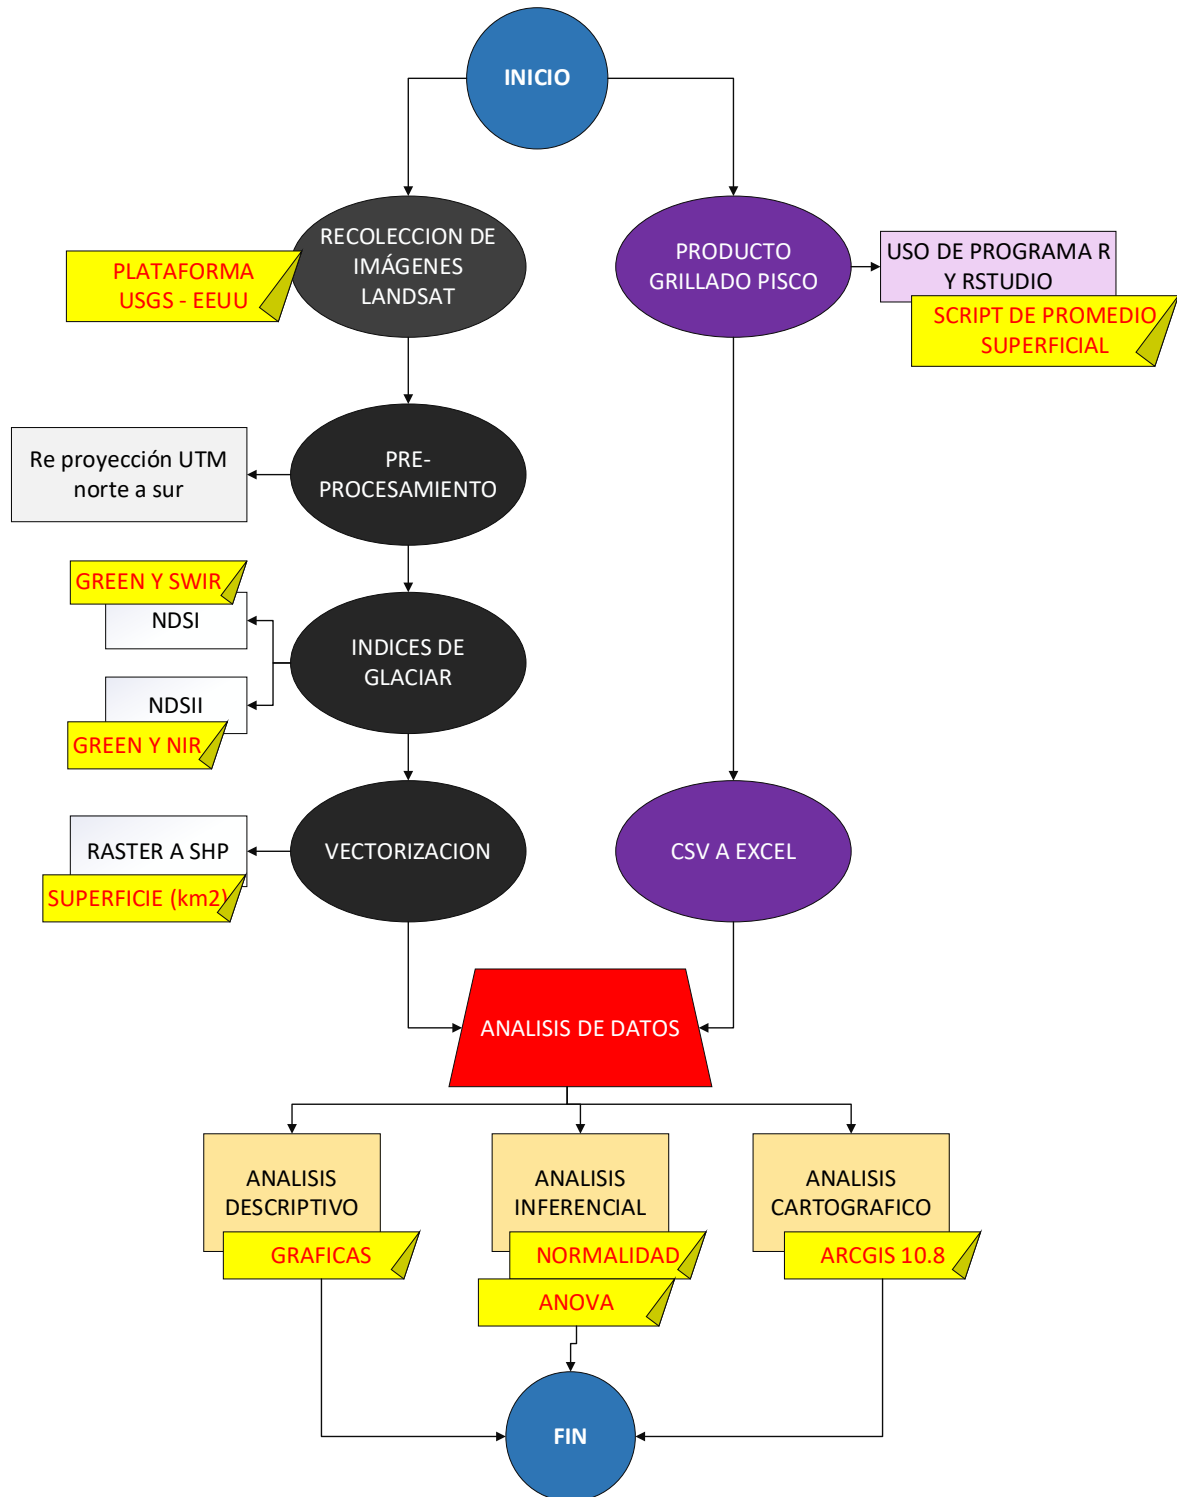 INICIO
RECOLECCION DE
IMÁGENES
LANDSAT
PLATAFORMA
USGS - EEUU
PRODUCTO
GRILLADO PISCO
USO DE PROGRAMA R
Y RSTUDIO
SCRIPT DE PROMEDIO
SUPERFICIAL
PRE-
PROCESAMIENTO
Re proyección UTM
norte a sur
GREEN Y SWIR
NDSI
INDICES DE
GLACIAR
NDSII
GREEN Y NIR
VECTORIZACION
RASTER A SHP
SUPERFICIE (km2)
CSV A EXCEL
ANALISIS DE DATOS
ANALISIS
DESCRIPTIVO
GRAFICAS
ANALISIS
INFERENCIAL
NORMALIDAD
ANOVA
ANALISIS
CARTOGRAFICO
ARCGIS 10.8
FIN